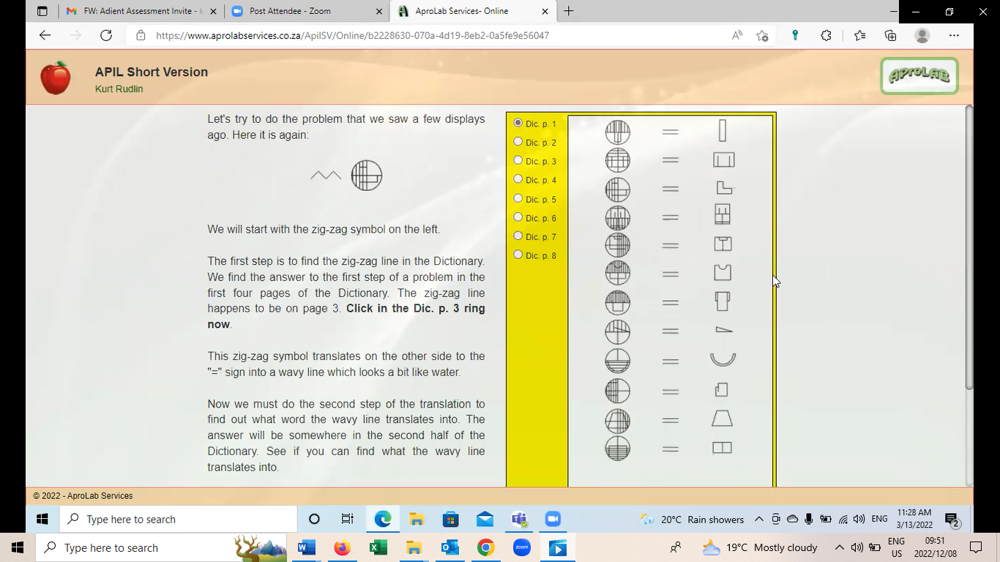 FW: Adient Assessment Invite - k
Post Attendee - Zoom
AproLab Services- Online
https://www.aprolabservices.co.za/ApilSV/Online/b2228630-070a-4d19-8eb2-0a5fe9e56047
APIL Short Version
Kurt Rudlin
AproLAB
Let's try to do the problem that we saw a few displays
ago. Here it is again:
We will start with the zig-zag symbol on the left.
The first step is to find the zig-zag line in the Dictionary.
We find the answer to the first step of a problem in the
first four pages of the Dictionary. The zig-zag line
happens to be on page 3. Click in the Dic. p. 3 ring
now.
This zig-zag symbol translates on the other side to the
"=" sign into a wavy line which looks a bit like water.
Now we must do the second step of the translation to
find out what word the wavy line translates into. The
answer will be somewhere in the second half of the
Dictionary. See if you can find what the wavy line
translates into.
Dic. p. 1
Dic. p. 2
Dic. p. 3
Dic. p. 4
Dic. p. 5
Dic. p. 6
Dic. p. 7
Dic. p. 8
© 2022 - AproLab Services
Type here to search
20°C Rain showers
ENG
11:28 AM
3/13/2022
2
Type here to search
zoom
19°C Mostly cloudy
ENG
US
09:51
2022/12/08